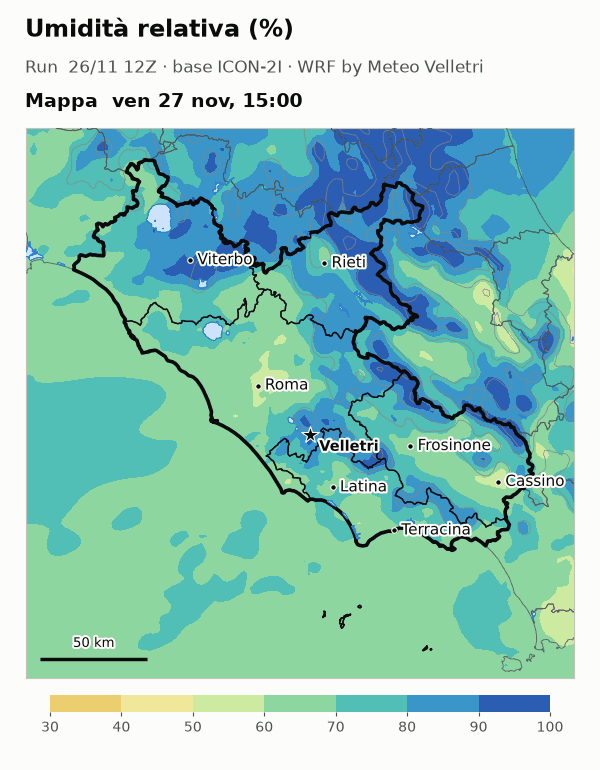 Umidità relativa (%)
Run  26/11 12Z · base ICON-2I · WRF by Meteo Velletri
Mappa  ven 27 nov, 15:00
Viterbo
Rieti
Roma
Velletri
Frosinone
Cassino
Latina
Terracina
50 km
30 40 50 60 70 80 90 100